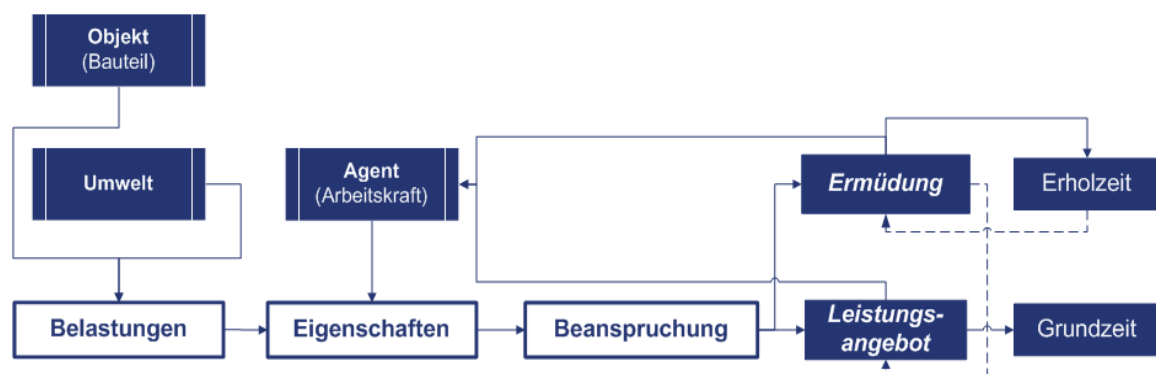 Objekt
(Bauteil)
Umwelt
Agent
(Arbeitskraft)
Ermüdung
Erholzeit
Belastungen
Eigenschaften
Beanspruchung
Leistungs-
angebot
Grundzeit